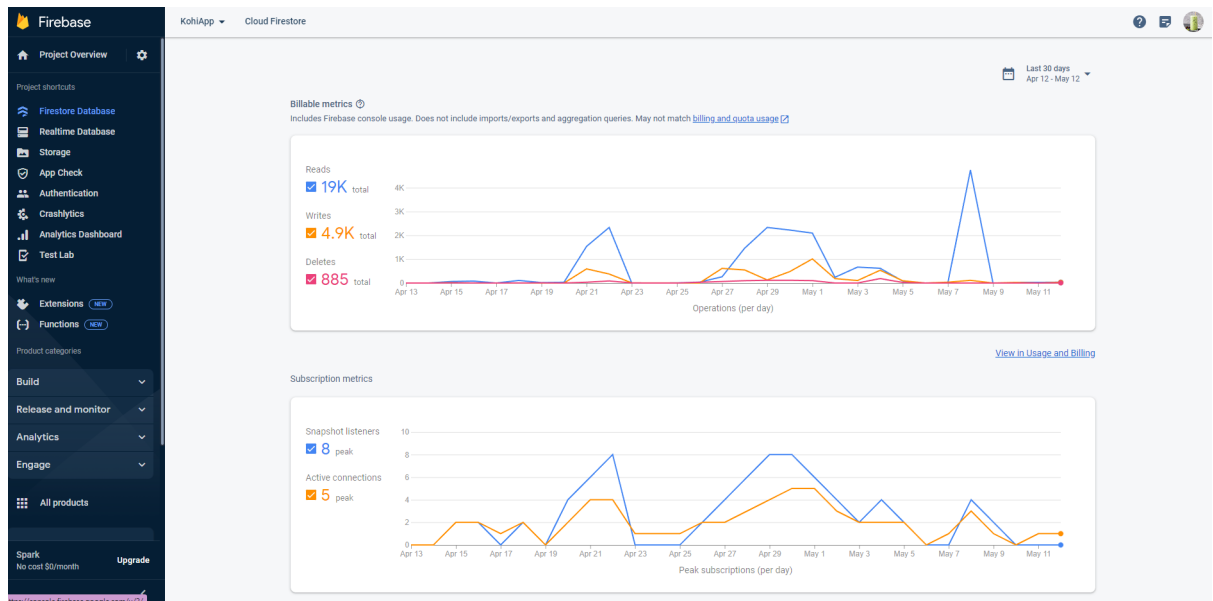 Firebase
KohiApp
Cloud Firestore
Project Overview
Project shortcuts
Firestore Database
Realtime Database
Storage
App Check
Authentication
Crashlytics
Analytics Dashboard
Test Lab
What's new
Extensions NEW
Functions NEW
Product categories
Build
Release and monitor
Analytics
Engage
All products
Spark
No cost $0/month
Upgrade
Last 30 days
Apr 12 - May 12
Billable metrics
Includes Firebase console usage. Does not include imports/exports and aggregation queries. May not match billing and quota usage
Reads
19K total
Writes
4.9K total
Deletes
885 total
4K
3K
2K
1K
0
Apr 13 Apr 15 Apr 17 Apr 19 Apr 21 Apr 23 Apr 25 Apr 27 Apr 29 May 1 May 3 May 5 May 7 May 9 May 11
Operations (per day)
View in Usage and Billing
Subscription metrics
Snapshot listeners
8 peak
Active connections
5 peak
10
8
6
4
2
0
Apr 13 Apr 15 Apr 17 Apr 19 Apr 21 Apr 23 Apr 25 Apr 27 Apr 29 May 1 May 3 May 5 May 7 May 9 May 11
Peak subscriptions (per day)